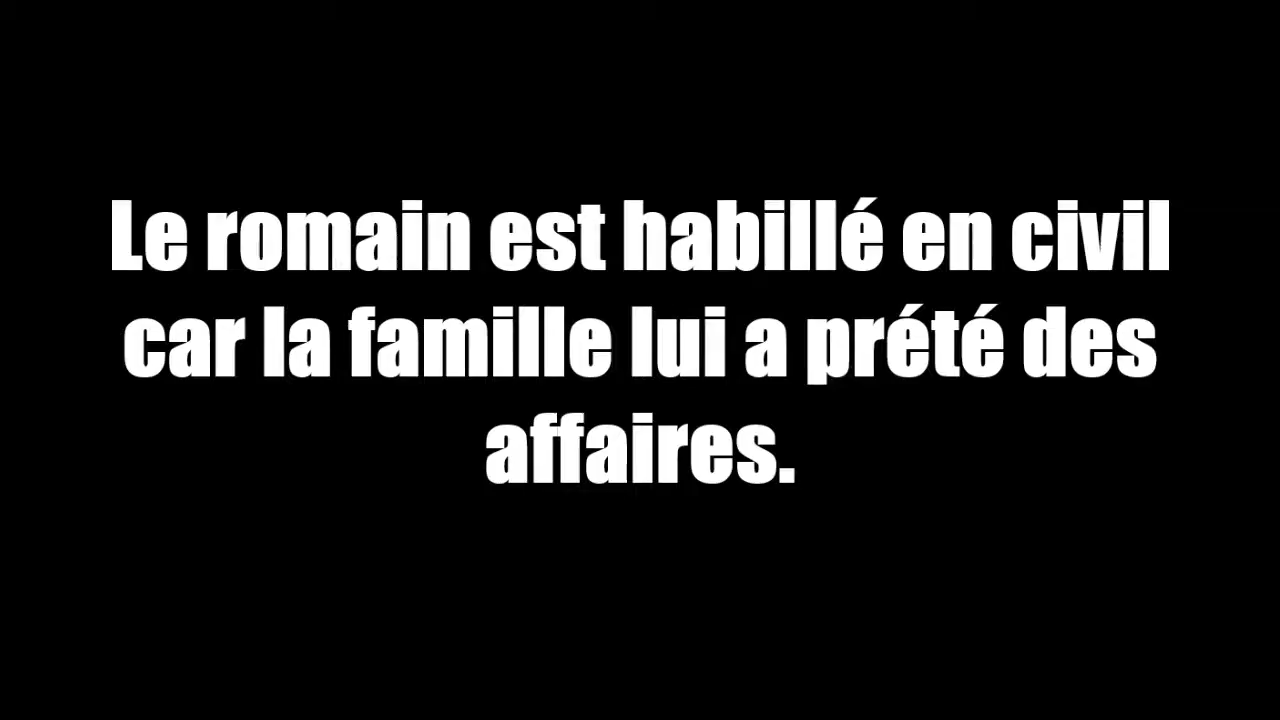 Le romain est habillé en civil
car la famille lui a prété des
affaires.